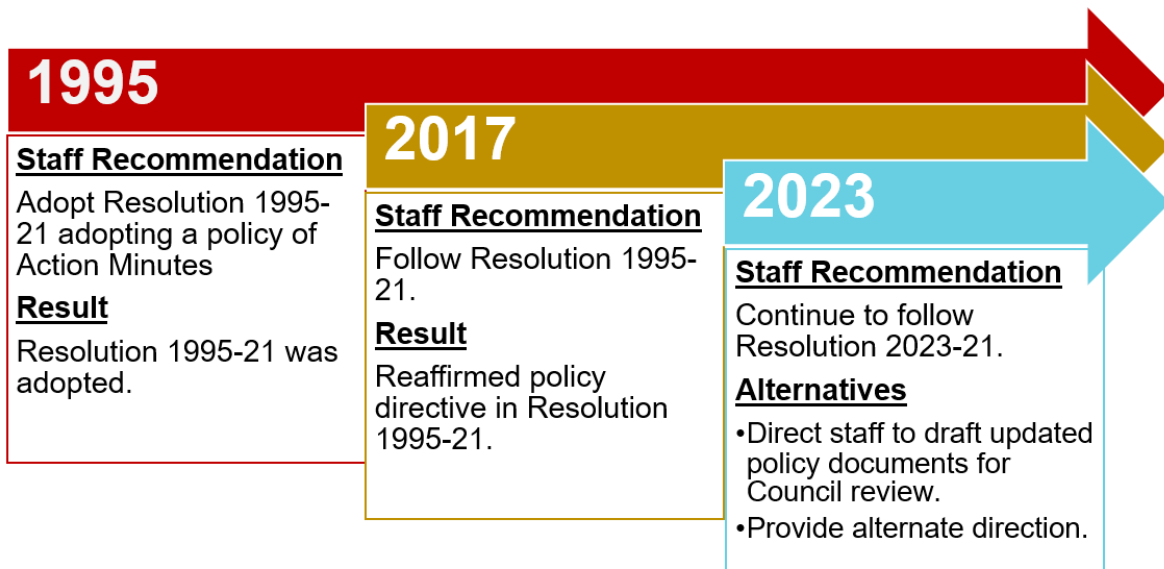 1995
Staff Recommendation
Adopt Resolution 1995-
21 adopting a policy of
Action Minutes
Result
Resolution 1995-21 was
adopted.
2017
Staff Recommendation
Follow Resolution 1995-
21.
Result
Reaffirmed policy
directive in Resolution
1995-21.
2023
Staff Recommendation
Continue to follow
Resolution 2023-21.
Alternatives
•Direct staff to draft updated
policy documents for
Council review.
•Provide alternate direction.